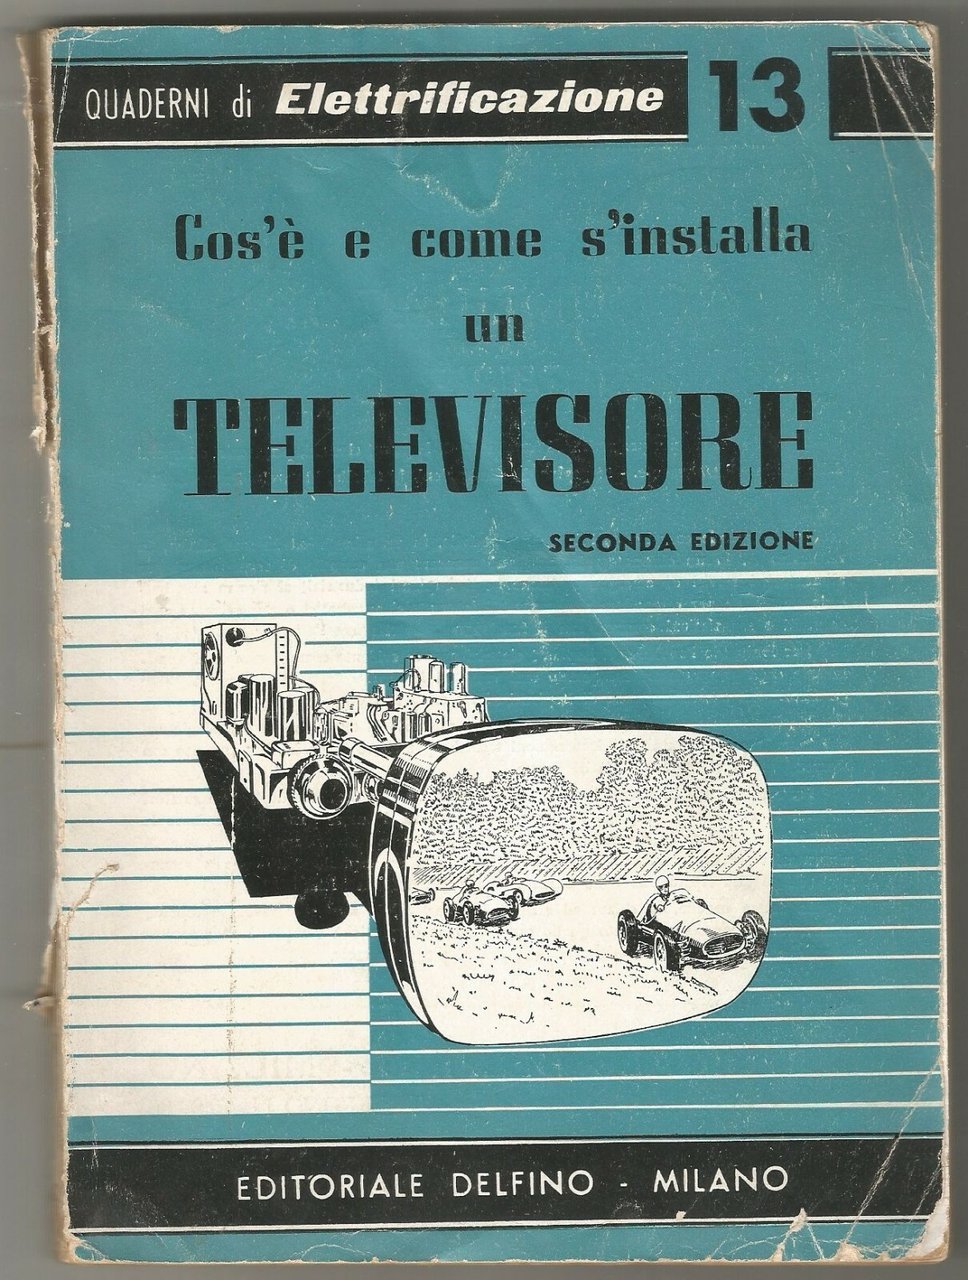 QUADERNI di Elettrificazione 13
Cos'è e come s'installa
un
TELEVISORE
SECONDA EDIZIONE
EDITORIALE DELFINO - MILANO